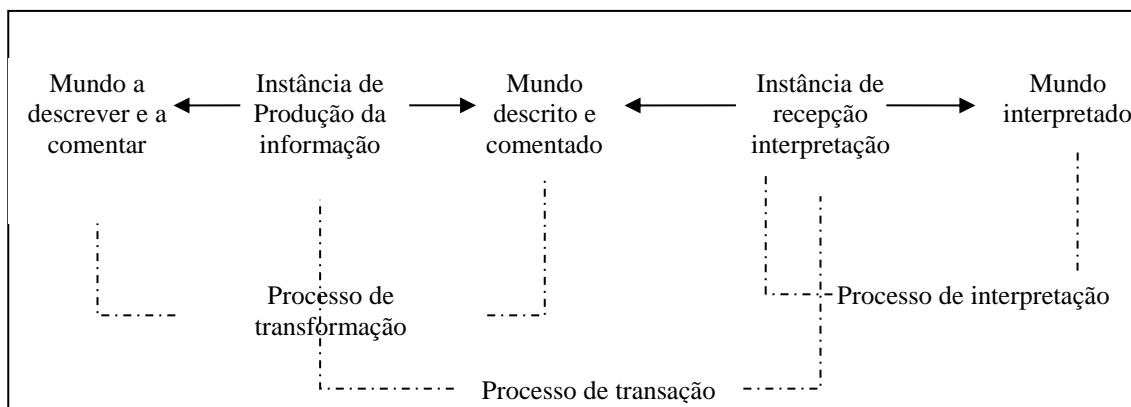 Mundo a
descrever e a
comentar
Instância de
Produção da
informação
Mundo
descrito e
comentado
Instância de
recepção
interpretação
Mundo
interpretado
Processo de
transformação
Processo de interpretação
Processo de transação